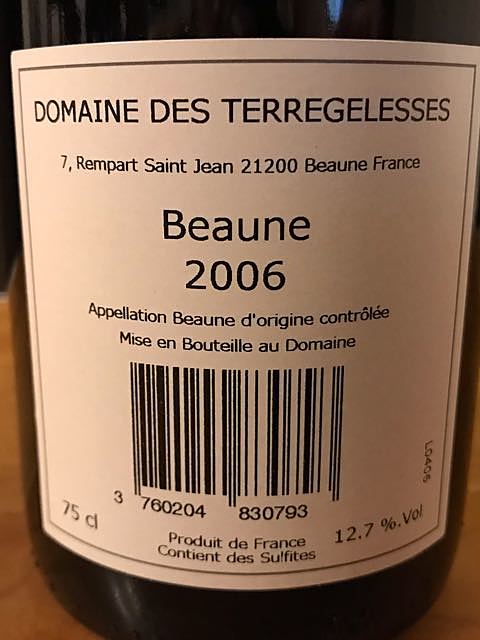 DOMAINE DES TERREGELESSES
7, Rempart Saint Jean 21200 Beaune France
Beaune
2006
Appellation Beaune d'origine contrôlée
Mise en Bouteille au Domaine
L0406
3 760204 830793
75 cl
12.7 %.Vol
Produit de France
Contient des Sulfites